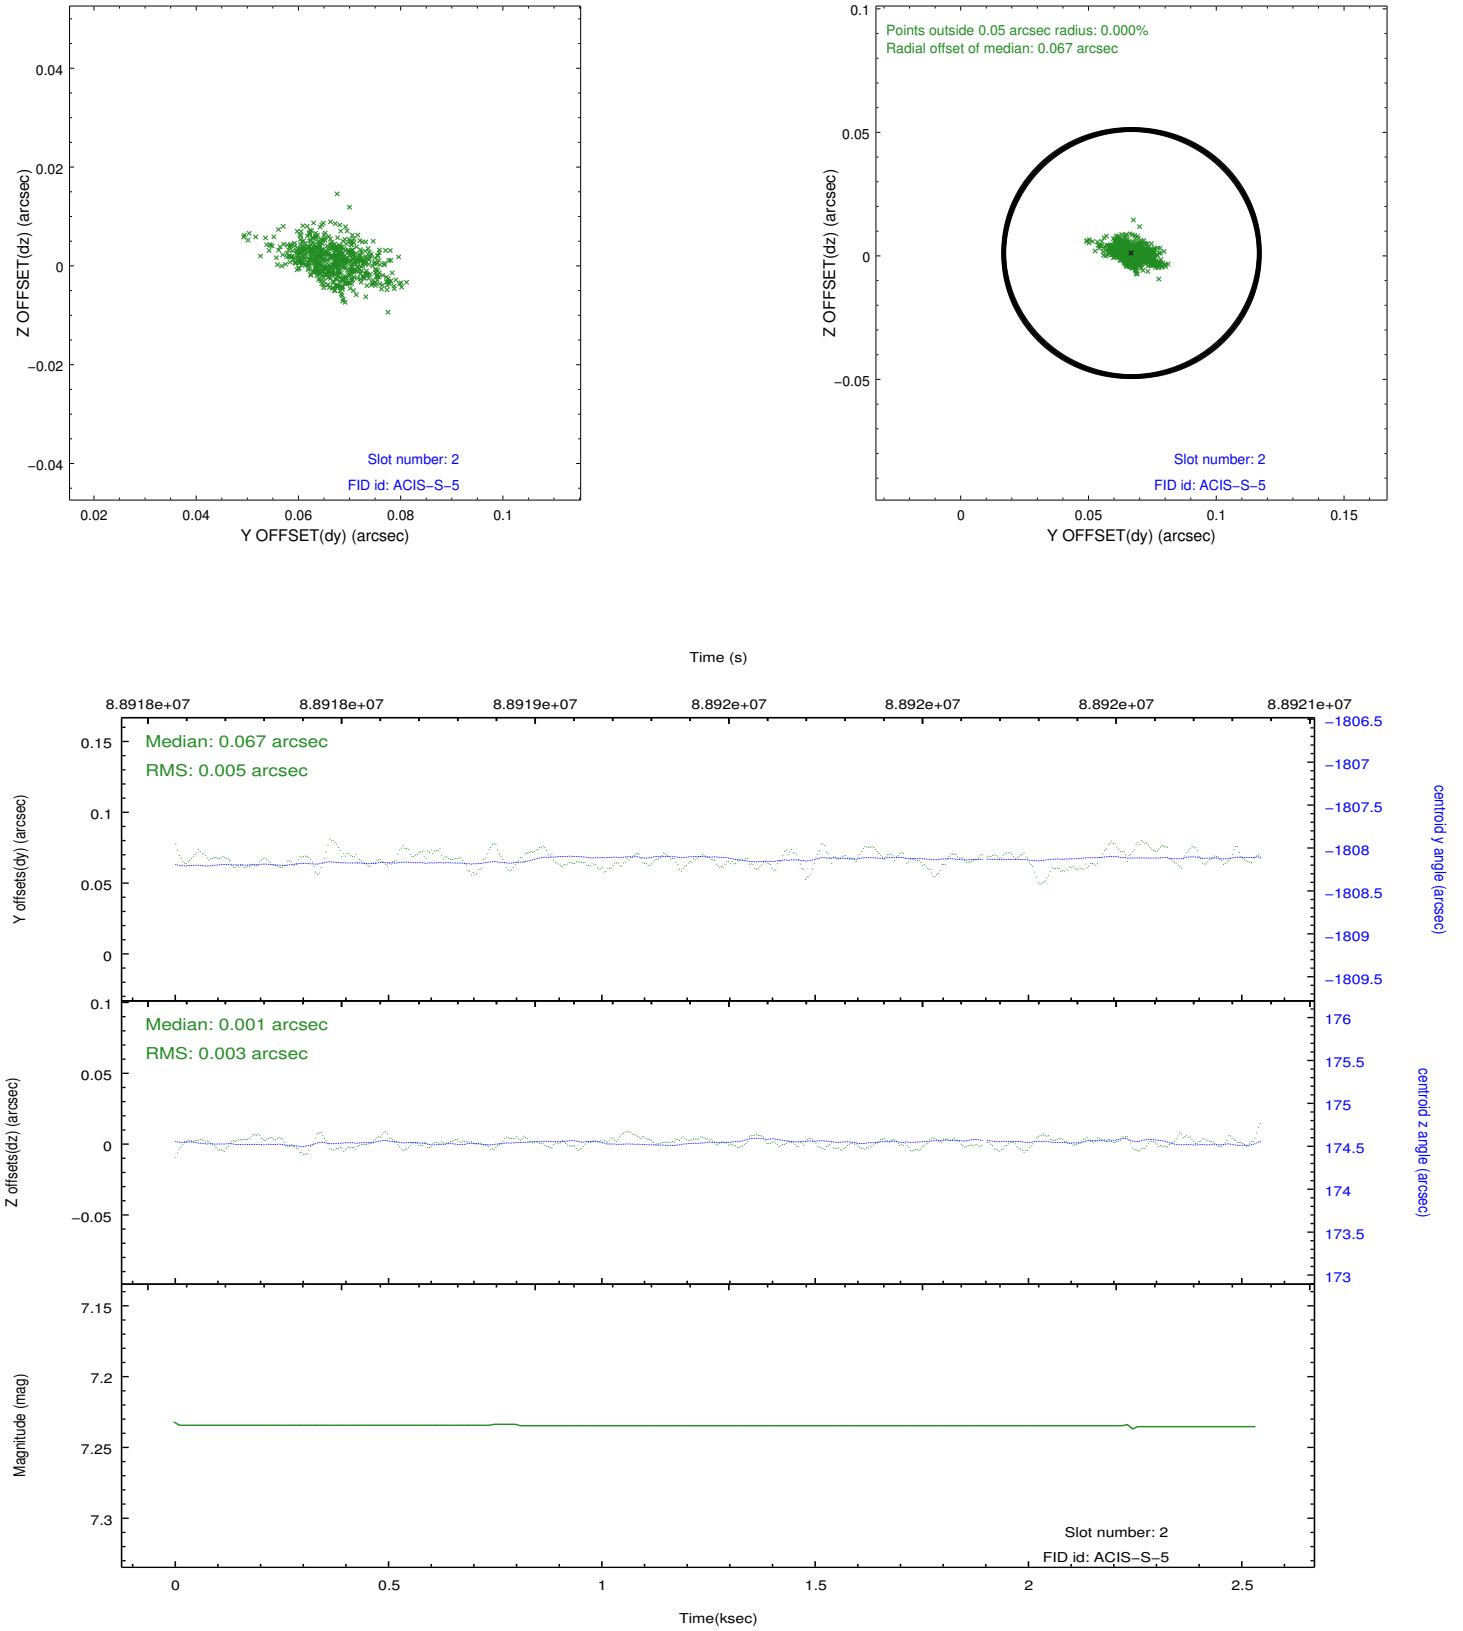 0.04
0.02
0
−0.02
−0.04
Z OFFSET(dz) (arcsec)
Slot number: 2
FID id: ACIS−S−5
0.02 0.04 0.06 0.08 0.1
Y OFFSET(dy) (arcsec)
0.1
0.05
0
−0.05
Z OFFSET(dz) (arcsec)
Points outside 0.05 arcsec radius: 0.000%
Radial offset of median: 0.067 arcsec
Slot number: 2
FID id: ACIS−S−5
0 0.05 0.1 0.15
Y OFFSET(dy) (arcsec)
Time (s)
8.8918e+07 8.8918e+07 8.8919e+07 8.892e+07 8.892e+07 8.892e+07 8.8921e+07
Median: 0.067 arcsec
RMS: 0.005 arcsec
0.15
0.1
0.05
0
Y offsets(dy) (arcsec)
−1806.5
−1807
−1807.5
−1808
−1808.5
−1809
−1809.5
centroid y angle (arcsec)
Median: 0.001 arcsec
RMS: 0.003 arcsec
0.1
0.05
0
−0.05
Z offsets(dz) (arcsec)
176
175.5
175
174.5
174
173.5
173
centroid z angle (arcsec)
7.15
7.2
7.25
7.3
Magnitude (mag)
Slot number: 2
FID id: ACIS−S−5
0 0.5 1 1.5 2 2.5
Time(ksec)